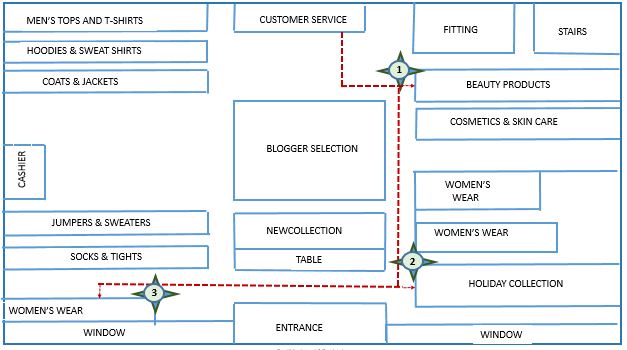 MEN'S TOPS AND T-SHIRTS
CUSTOMER SERVICE
FITTING
STAIRS
HOODIES & SWEAT SHIRTS
1
COATS & JACKETS
BEAUTY PRODUCTS
COSMETICS & SKIN CARE
BLOGGER SELECTION
CASHIER
WOMEN'S
WEAR
JUMPERS & SWEATERS
NEWCOLLECTION
WOMEN'S WEAR
SOCKS & TIGHTS
TABLE
2
HOLIDAY COLLECTION
3
WOMEN'S WEAR
WINDOW
ENTRANCE
WINDOW